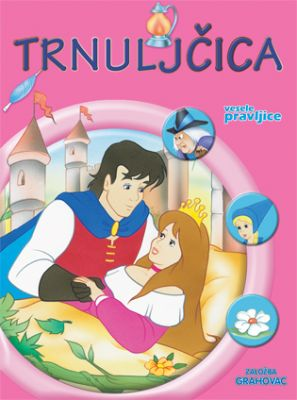 TRNULJČICA
vesele
pravljice
ZALOŽBA
GRAHOVAC